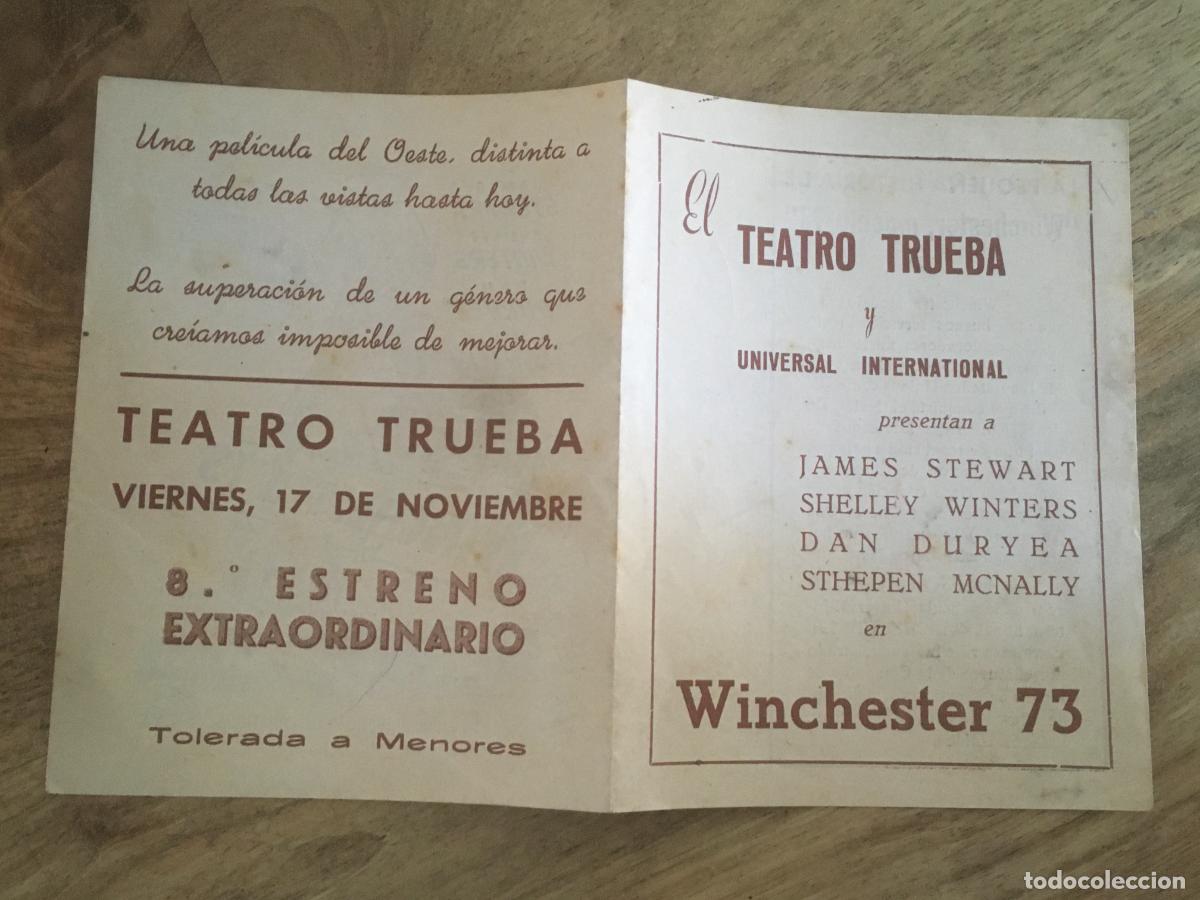 Una película del Oeste, distinta a
todas las vistas hasta hoy.
La superación de un género que
creíamos imposible de mejorar.
TEATRO TRUEBA
VIERNES, 17 DE NOVIEMBRE
8.º ESTRENO
EXTRAORDINARIO
Tolerada a Menores
El
TEATRO TRUEBA
y
UNIVERSAL INTERNATIONAL
presentan a
JAMES STEWART
SHELLEY WINTERS
DAN DURYEA
STHEPEN MCNALLY
en
Winchester 73
todocoleccion